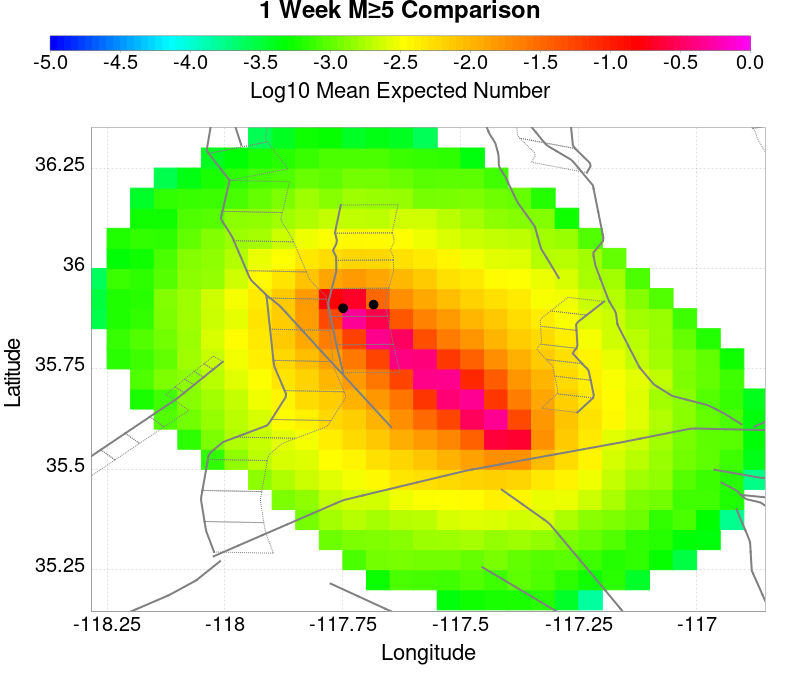 1 Week M≥5 Comparison
-5.0 -4.5 -4.0 -3.5 -3.0 -2.5 -2.0 -1.5 -1.0 -0.5 0.0
Log10 Mean Expected Number
36.25
36
35.75
35.5
35.25
Latitude
-118.25 -118 -117.75 -117.5 -117.25 -117
Longitude